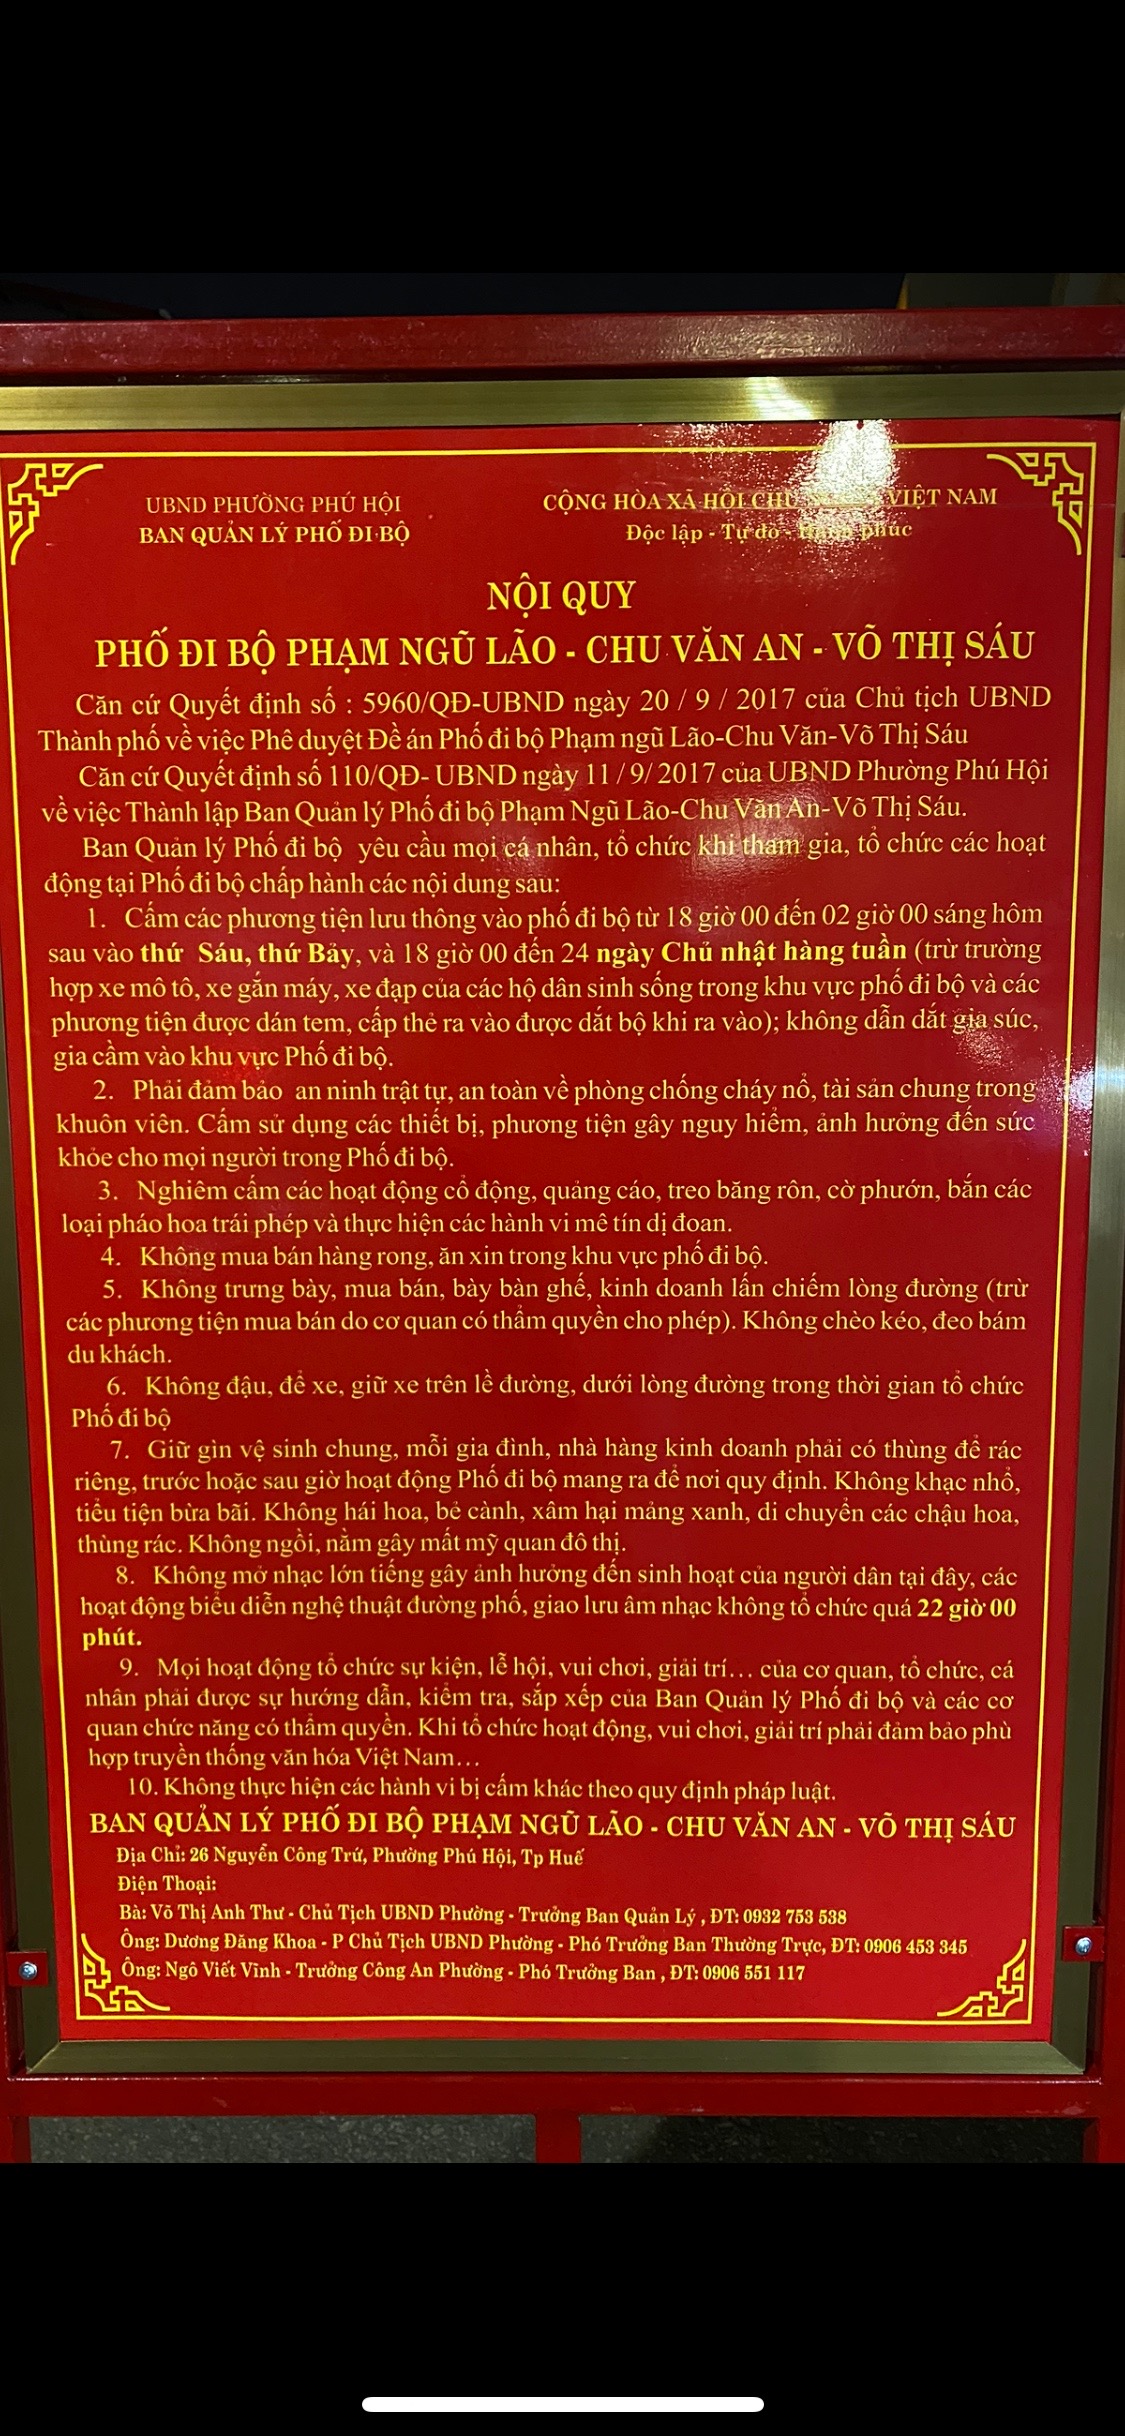 UBND PHƯỜNG PHÚ HỘI
BAN QUẢN LÝ PHỐ ĐI BỘ
CỘNG HÒA XÃ HỘI CHỦ VIỆT NAM
Độc lập - Tự do - Hạnh phúc
NỘI QUY
PHỐ ĐI BỘ PHẠM NGŨ LÃO - CHU VĂN AN - VÕ THỊ SÁU
Căn cứ Quyết định số : 5960/QĐ-UBND ngày 20 / 9 / 2017 của Chủ tịch UBND
Thành phố về việc Phê duyệt Đề án Phố đi bộ Phạm ngũ Lão-Chu Văn-Võ Thị Sáu
Căn cứ Quyết định số 110/QĐ- UBND ngày 11 / 9/ 2017 của UBND Phường Phú Hội
về việc Thành lập Ban Quản lý Phố đi bộ Phạm Ngũ Lão-Chu Văn An-Võ Thị Sáu.
Ban Quản lý Phố đi bộ yêu cầu mọi cá nhân, tổ chức khi tham gia, tổ chức các hoạt
động tại Phố đi bộ chấp hành các nội dung sau:
1. Cấm các phương tiện lưu thông vào phố đi bộ từ 18 giờ 00 đến 02 giờ 00 sáng hôm
sau vào thứ Sáu, thứ Bảy, và 18 giờ 00 đến 24 ngày Chủ nhật hàng tuần (trừ trường
hợp xe mô tô, xe gắn máy, xe đạp của các hộ dân sinh sống trong khu vực phố đi bộ và các
phương tiện được dán tem, cấp thẻ ra vào được dắt bộ khi ra vào); không dẫn dắt gia súc,
gia cầm vào khu vực Phố đi bộ.
2. Phải đảm bảo an ninh trật tự, an toàn về phòng chống cháy nổ, tài sản chung trong
khuôn viên. Cấm sử dụng các thiết bị, phương tiện gây nguy hiểm, ảnh hưởng đến sức
khỏe cho mọi người trong Phố đi bộ.
3. Nghiêm cấm các hoạt động cổ động, quảng cáo, treo băng rôn, cờ phướn, bắn các
loại pháo hoa trái phép và thực hiện các hành vi mê tín dị đoan.
4. Không mua bán hàng rong, ăn xin trong khu vực phố đi bộ.
5. Không trưng bày, mua bán, bày bàn ghế, kinh doanh lấn chiếm lòng đường (trừ
các phương tiện mua bán do cơ quan có thẩm quyền cho phép). Không chèo kéo, đeo bám
du khách.
6. Không đậu, để xe, giữ xe trên lề đường, dưới lòng đường trong thời gian tổ chức
Phố đi bộ
7. Giữ gìn vệ sinh chung, mỗi gia đình, nhà hàng kinh doanh phải có thùng để rác
riêng, trước hoặc sau giờ hoạt động Phố đi bộ mang ra để nơi quy định. Không khạc nhổ,
tiểu tiện bừa bãi. Không hái hoa, bẻ cành, xâm hại mảng xanh, di chuyển các chậu hoa,
thùng rác. Không ngồi, nằm gây mất mỹ quan đô thị.
8. Không mở nhạc lớn tiếng gây ảnh hưởng đến sinh hoạt của người dân tại đây, các
hoạt động biểu diễn nghệ thuật đường phố, giao lưu âm nhạc không tổ chức quá 22 giờ 00
phút.
9. Mọi hoạt động tổ chức sự kiện, lễ hội, vui chơi, giải trí… của cơ quan, tổ chức, cá
nhân phải được sự hướng dẫn, kiểm tra, sắp xếp của Ban Quản lý Phố đi bộ và các cơ
quan chức năng có thẩm quyền. Khi tổ chức hoạt động, vui chơi, giải trí phải đảm bảo phù
hợp truyền thống văn hóa Việt Nam…
10. Không thực hiện các hành vi bị cấm khác theo quy định pháp luật.
BAN QUẢN LÝ PHỐ ĐI BỘ PHẠM NGŨ LÃO - CHU VĂN AN - VÕ THỊ SÁU
Địa Chỉ: 26 Nguyễn Công Trứ, Phường Phú Hội, Tp Huế
Điện Thoại:
Bà: Võ Thị Anh Thư - Chủ Tịch UBND Phường - Trưởng Ban Quản Lý , ĐT: 0932 753 538
Ông: Dương Đăng Khoa - P Chủ Tịch UBND Phường - Phó Trưởng Ban Thường Trực, ĐT: 0906 453 345
Ông: Ngô Viết Vĩnh - Trưởng Công An Phường - Phó Trưởng Ban , ĐT: 0906 551 117